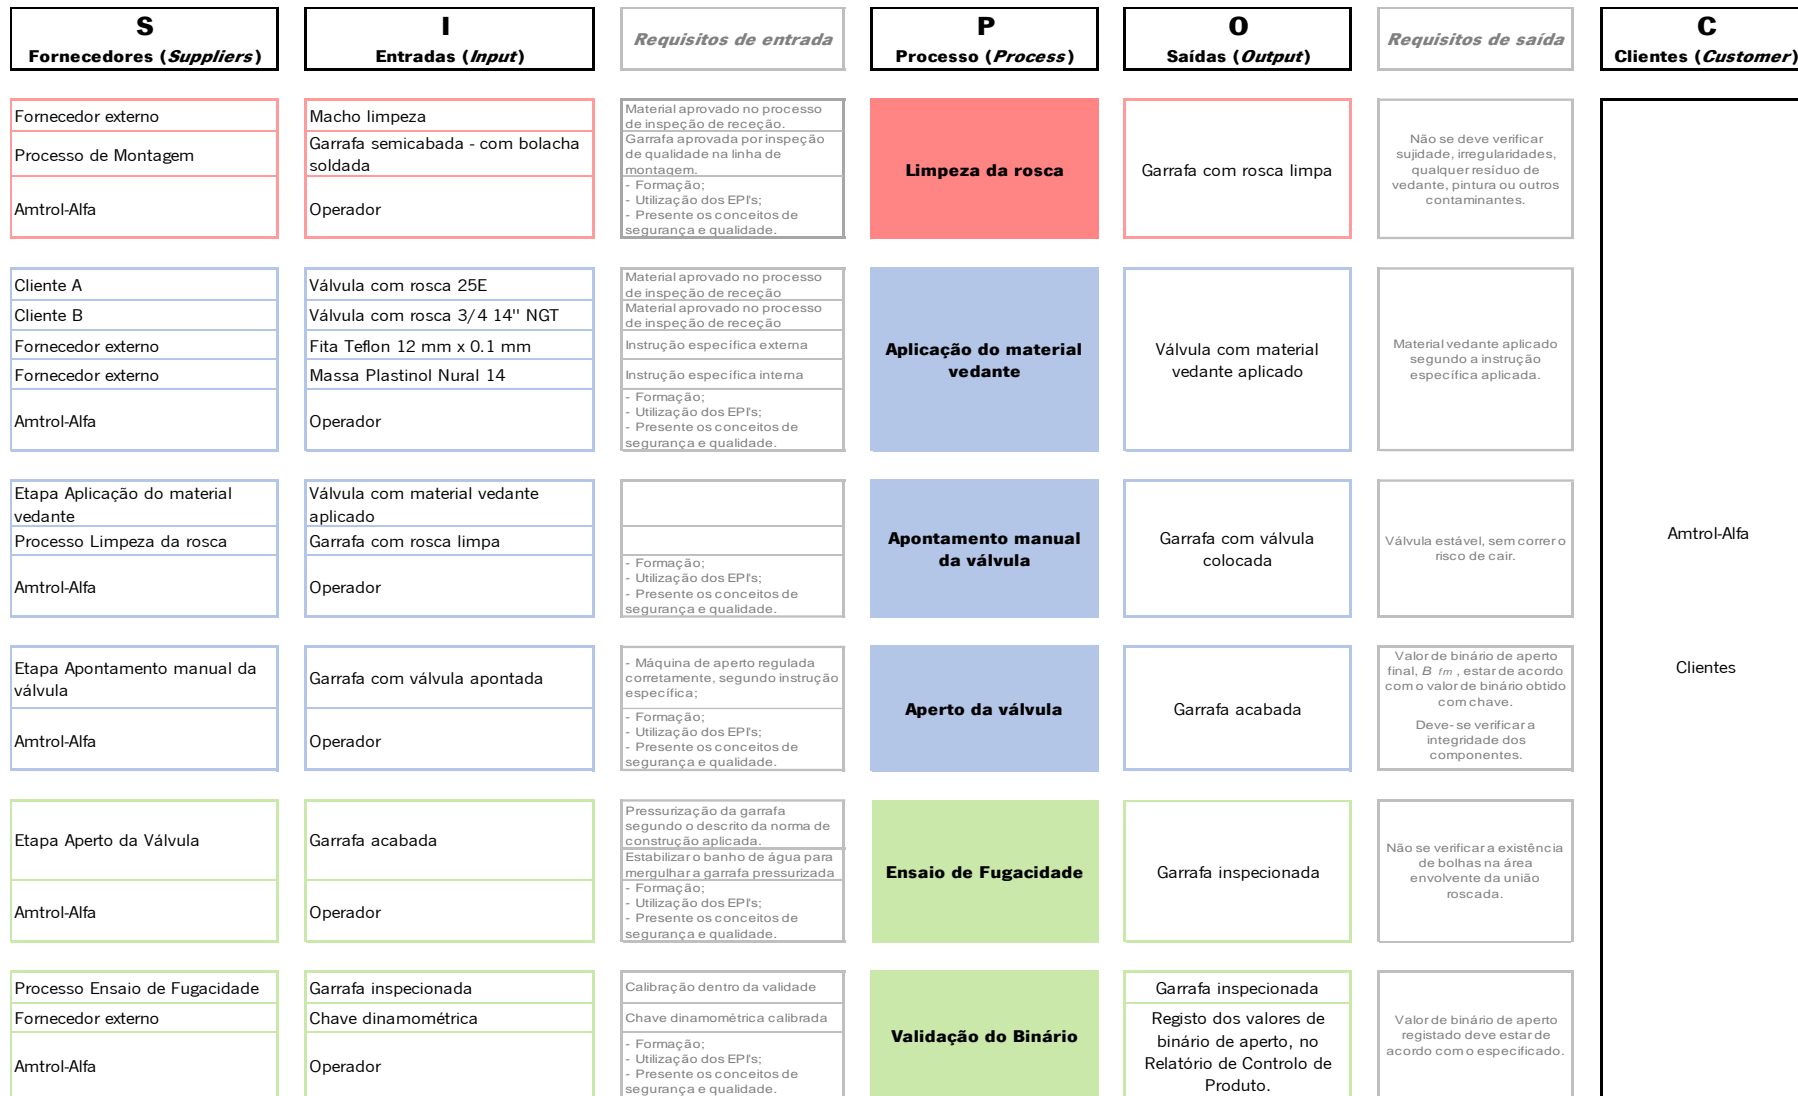 S
Fornecedores (Suppliers)
I
Entradas (Input)
Requisitos de entrada
P
Processo (Process)
O
Saídas (Output)
Requisitos de saída
C
Clientes (Customer)
Fornecedor externo
Processo de Montagem
Amtrol-Alfa
Macho limpeza
Garrafa semicabada - com bolacha
soldada
Operador
Material aprovado no processo
de inspeção de receção.
Garrafa aprovada por inspeção
de qualidade na linha de
montagem.
- Formação;
- Utilização dos EPI's;
- Presente os conceitos de
segurança e qualidade.
Limpeza da rosca
Garrafa com rosca limpa
Não se deve verificar
sujidade, irregularidades,
qualquer resíduo de
vedante, pintura ou outros
contaminantes.
Cliente A
Cliente B
Fornecedor externo
Fornecedor externo
Amtrol-Alfa
Válvula com rosca 25E
Válvula com rosca 3/4 14" NGT
Fita Teflon 12 mm x 0.1 mm
Massa Plastinol Nural 14
Operador
Material aprovado no processo
de inspeção de receção
Material aprovado no processo
de inspeção de receção
Instrução específica externa
Instrução específica interna
- Formação;
- Utilização dos EPI's;
- Presente os conceitos de
segurança e qualidade.
Aplicação do material
vedante
Válvula com material
vedante aplicado
Material vedante aplicado
segundo a instrução
específica aplicada.
Etapa Aplicação do material
vedante
Processo Limpeza da rosca
Amtrol-Alfa
Válvula com material vedante
aplicado
Garrafa com rosca limpa
Operador
- Formação;
- Utilização dos EPI's;
- Presente os conceitos de
segurança e qualidade.
Apontamento manual
da válvula
Garrafa com válvula
colocada
Válvula estável, sem correr o
risco de cair.
Amtrol-Alfa
Clientes
Etapa Apontamento manual da
válvula
Amtrol-Alfa
Garrafa com válvula apontada
Operador
- Máquina de aperto regulada
corretamente, segundo instrução
específica;
- Formação;
- Utilização dos EPI's;
- Presente os conceitos de
segurança e qualidade.
Aperto da válvula
Garrafa acabada
Valor de binário de aperto
final, B fm , estar de acordo
com o valor de binário obtido
com chave.
Deve- se verificar a
integridade dos
componentes.
Etapa Aperto da Válvula
Amtrol-Alfa
Garrafa acabada
Operador
Pressurização da garrafa
segundo o descrito da norma de
construção aplicada.
Estabilizar o banho de água para
mergulhar a garrafa pressurizada
- Formação;
- Utilização dos EPI's;
- Presente os conceitos de
segurança e qualidade.
Ensaio de Fugacidade
Garrafa inspecionada
Não se verificar a existência
de bolhas na área
envolvente da união
roscada.
Processo Ensaio de Fugacidade
Fornecedor externo
Amtrol-Alfa
Garrafa inspecionada
Chave dinamométrica
Operador
Calibração dentro da validade
Chave dinamométrica calibrada
- Formação;
- Utilização dos EPI's;
- Presente os conceitos de
segurança e qualidade.
Validação do Binário
Garrafa inspecionada
Registo dos valores de
binário de aperto, no
Relatório de Controlo de
Produto.
Valor de binário de aperto
registado deve estar de
acordo com o especificado.